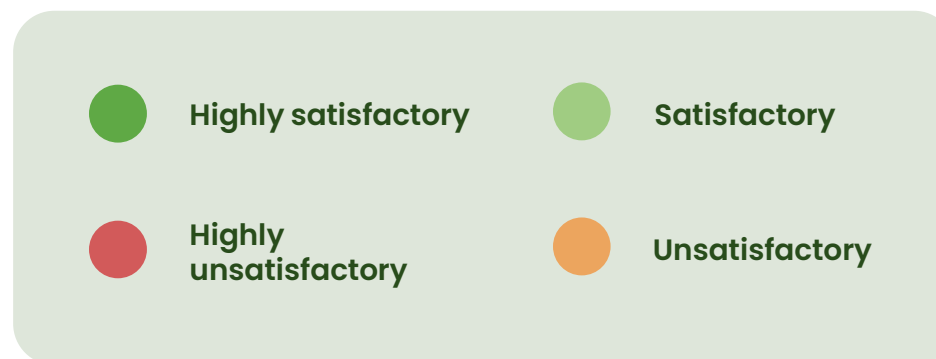 Highly satisfactory
Satisfactory
Highly
unsatisfactory
Unsatisfactory